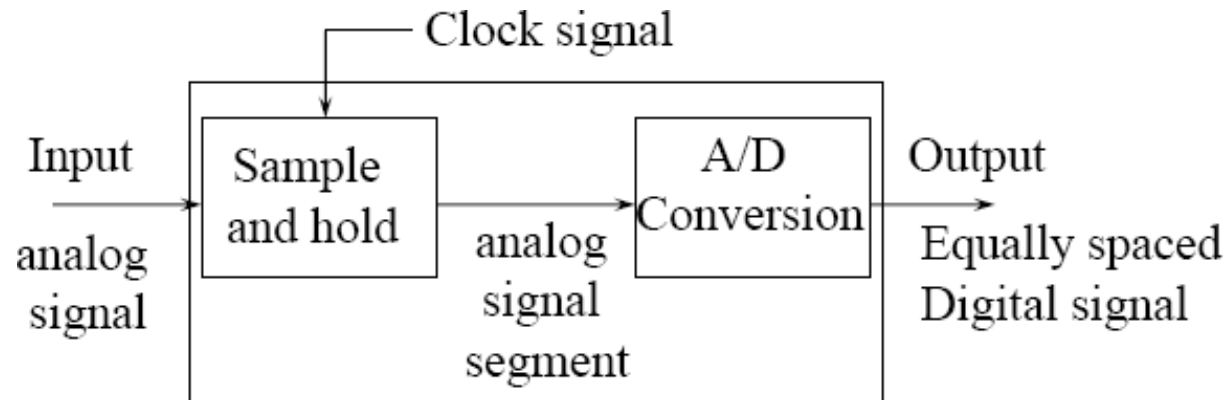 Clock signal
Input
analog
signal
Sample
and hold
analog
signal
segment
A/D
Conversion
Output
Equally spaced
Digital signal